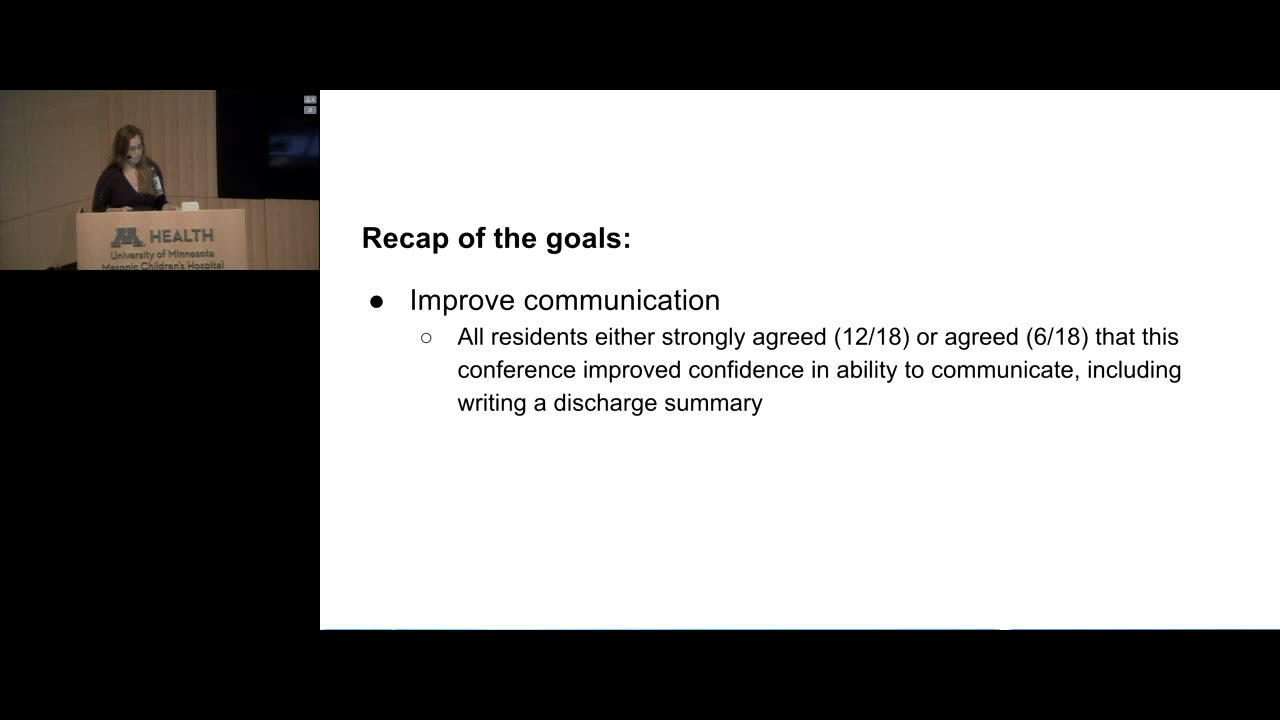 HEALTH
University of Minnesota
Masonic Children's Hospital
Recap of the goals:
● Improve communication
○ All residents either strongly agreed (12/18) or agreed (6/18) that this
conference improved confidence in ability to communicate, including
writing a discharge summary